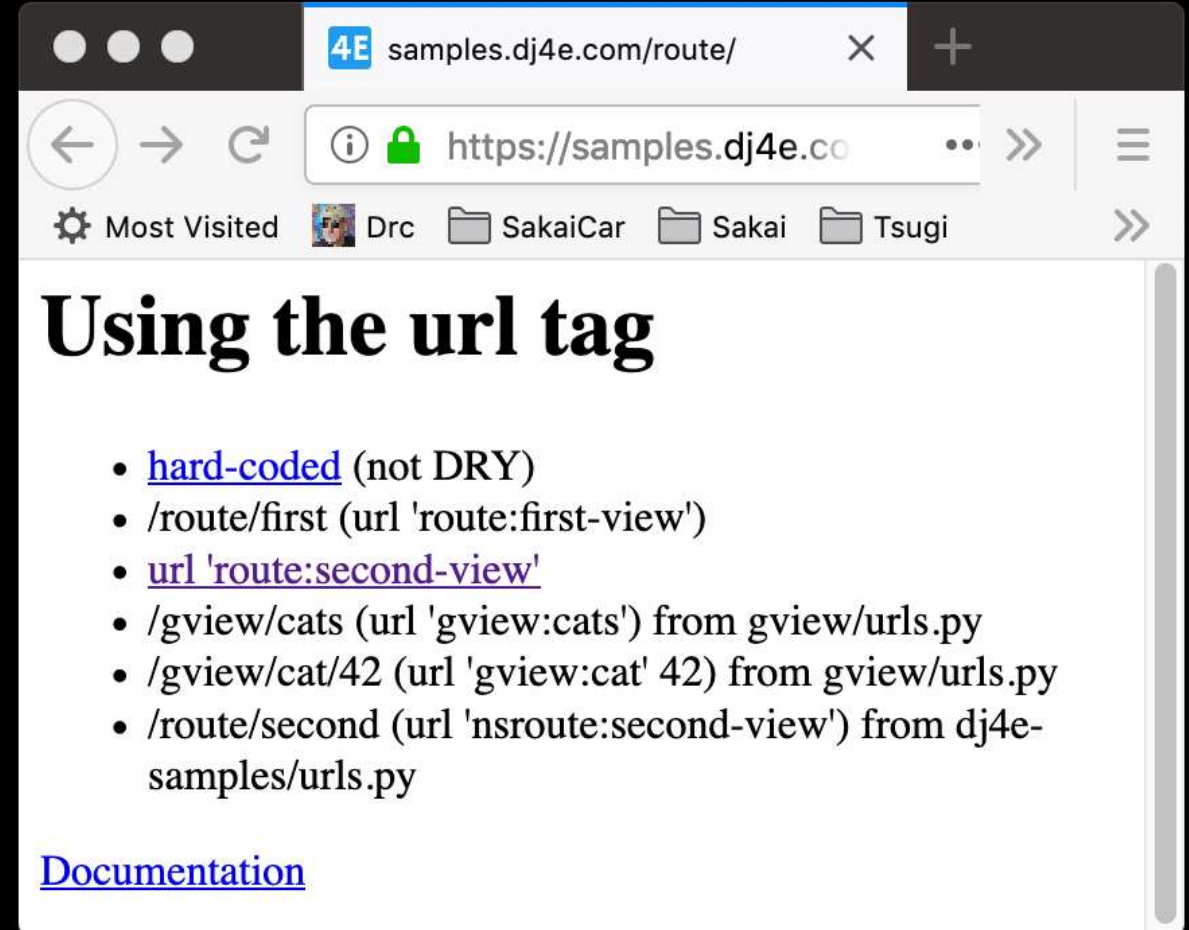 4E samples.dj4e.com/route/
https://samples.dj4e.co
Most Visited Drc SakaiCar Sakai Tsugi
Using the url tag
• hard-coded (not DRY)
• /route/first (url 'route:first-view')
• url 'route:second-view'
• /gview/cats (url 'gview:cats') from gview/urls.py
• /gview/cat/42 (url 'gview:cat' 42) from gview/urls.py
• /route/second (url 'nsroute:second-view') from dj4e-
samples/urls.py
Documentation